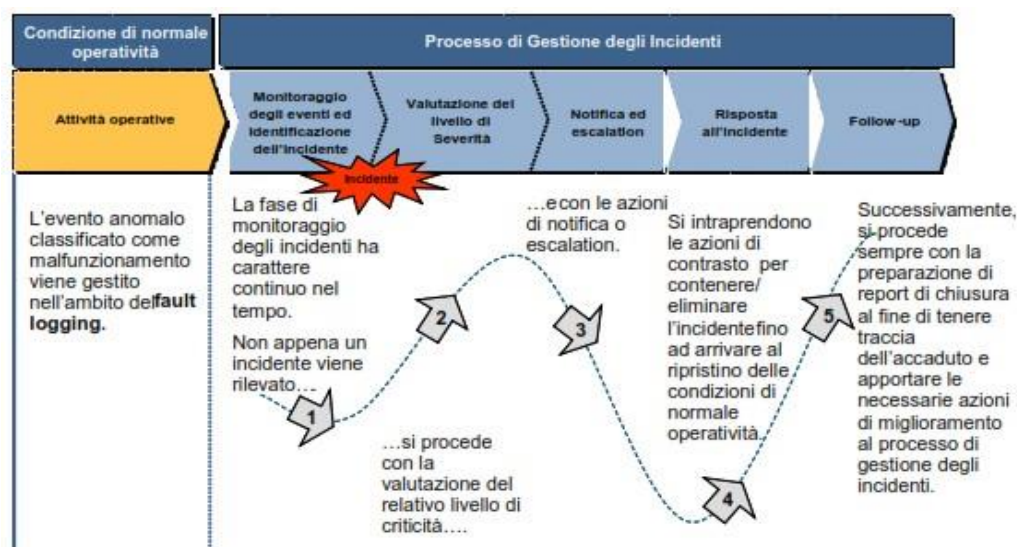 Condizione di normale
operatività
Processo di Gestione degli Incidenti
Attività operative
Monitoraggio
degli eventi ed
identificazione
dell'incidente
Valutazione del
livello di
Severità
Notifica ed
escalation
Risposta
all'incidente
Follow-up
Incidente
L'evento anomalo
classificato come
malfunzionamento
viene gestito
nell'ambito del fault
logging.
La fase di
monitoraggio
degli incidenti ha
carattere
continuo nel
tempo.
Non appena un
incidente viene
rilevato…
1
…si procede
con la
valutazione del
relativo livello di
criticità….
2
…e con le azioni
di notifica o
escalation.
3
Si intraprendono
le azioni di
contrasto per
contenere/
eliminare
l'incidente fino
ad arrivare al
ripristino delle
condizioni di
normale
operatività.
4
Successivamente,
si procede
sempre con la
preparazione di
report di chiusura
al fine di tenere
traccia
dell'accaduto e
apportare le
necessarie azioni
di miglioramento
al processo di
gestione degli
incidenti.
5